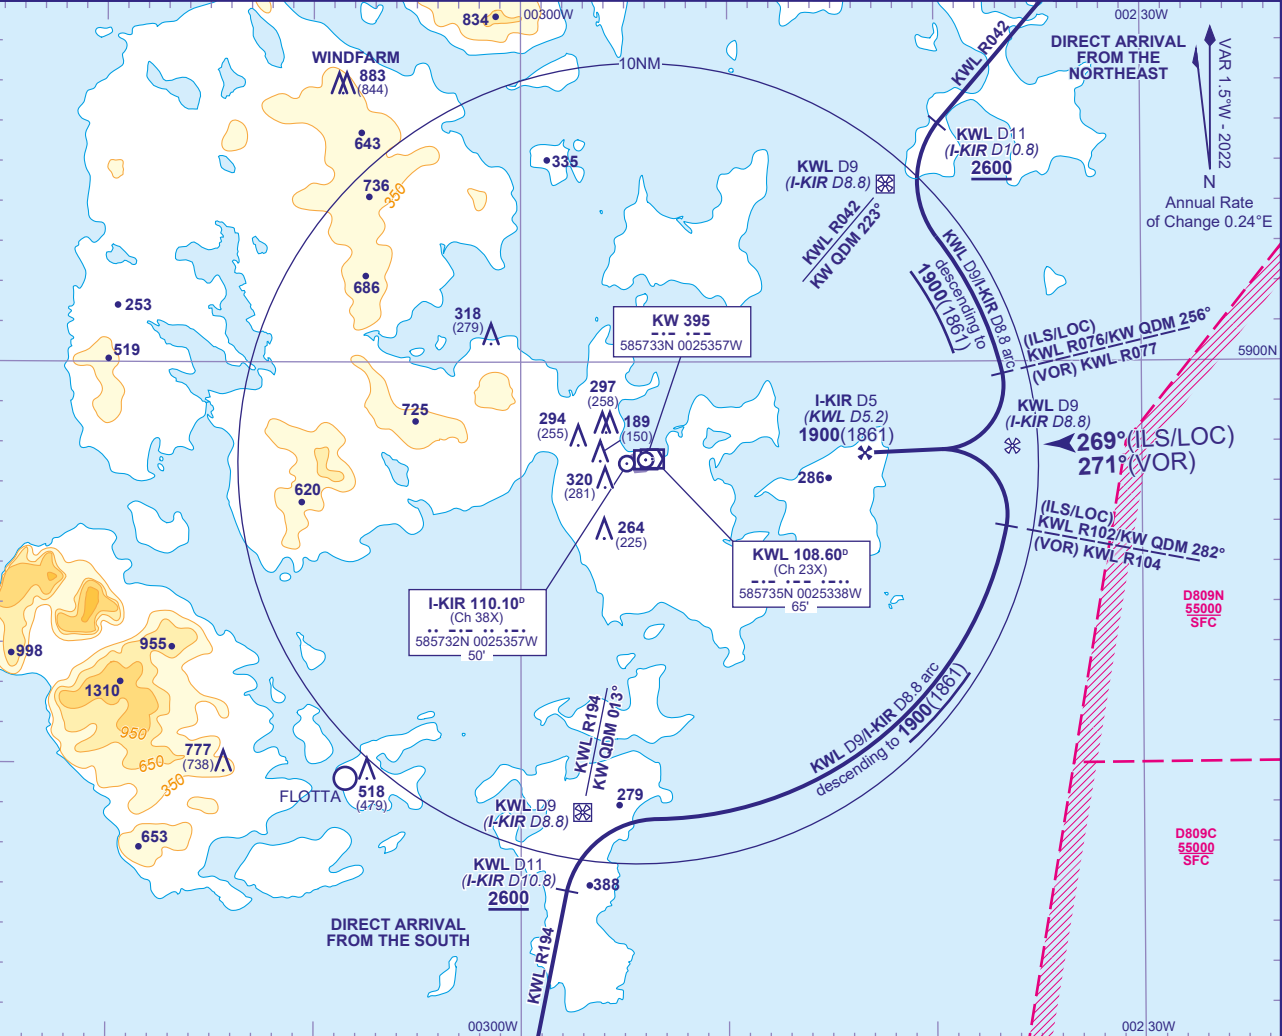 834
00300W
002.30W
WINDFARM
883
(844)
643
736
350
686
10NM
335
KWL R042
DIRECT ARRIVAL
FROM THE
NORTHEAST
VAR 1.5°W - 2022
N
Annual Rate
of Change 0.24°E
KWL D11
(I-KIR D10.8)
2600
KWL D9
(I-KIR D8.8)
KWL R042
KW QDM 223°
KWL D9/I-KIR D8.8 arc
descending to
1900(1861)
253
519
318
(279)
KW 395
585733N 0025357W
(ILS/LOC)
KWL R076/KW QDM 256°
(VOR) KWL R077
5900N
725
297
(258)
294
(255)
189
(150)
320
(281)
264
(225)
I-KIR D5
(KWL D5.2)
1900(1861)
286
KWL D9
(I-KIR D8.8)
269°(ILS/LOC)
271°(VOR)
620
(ILS/LOC)
KWL R102/KW QDM 282°
(VOR) KWL R104
KWL 108.60ᴰ
(Ch 23X)
585735N 0025338W
65'
I-KIR 110.10ᴰ
(Ch 38X)
585732N 0025357W
50'
D809N
55000
SFC
998
955
1310
950
650
350
777
(738)
653
FLOTTA
518
(479)
KWL R194
KW QDM 013°
KWL D9/I-KIR D8.8 arc
descending to 1900(1861)
279
KWL D9
(I-KIR D8.8)
KWL D11
(I-KIR D10.8)
2600
388
D809C
55000
SFC
DIRECT ARRIVAL
FROM THE SOUTH
KWL R194
00300W
002.30W